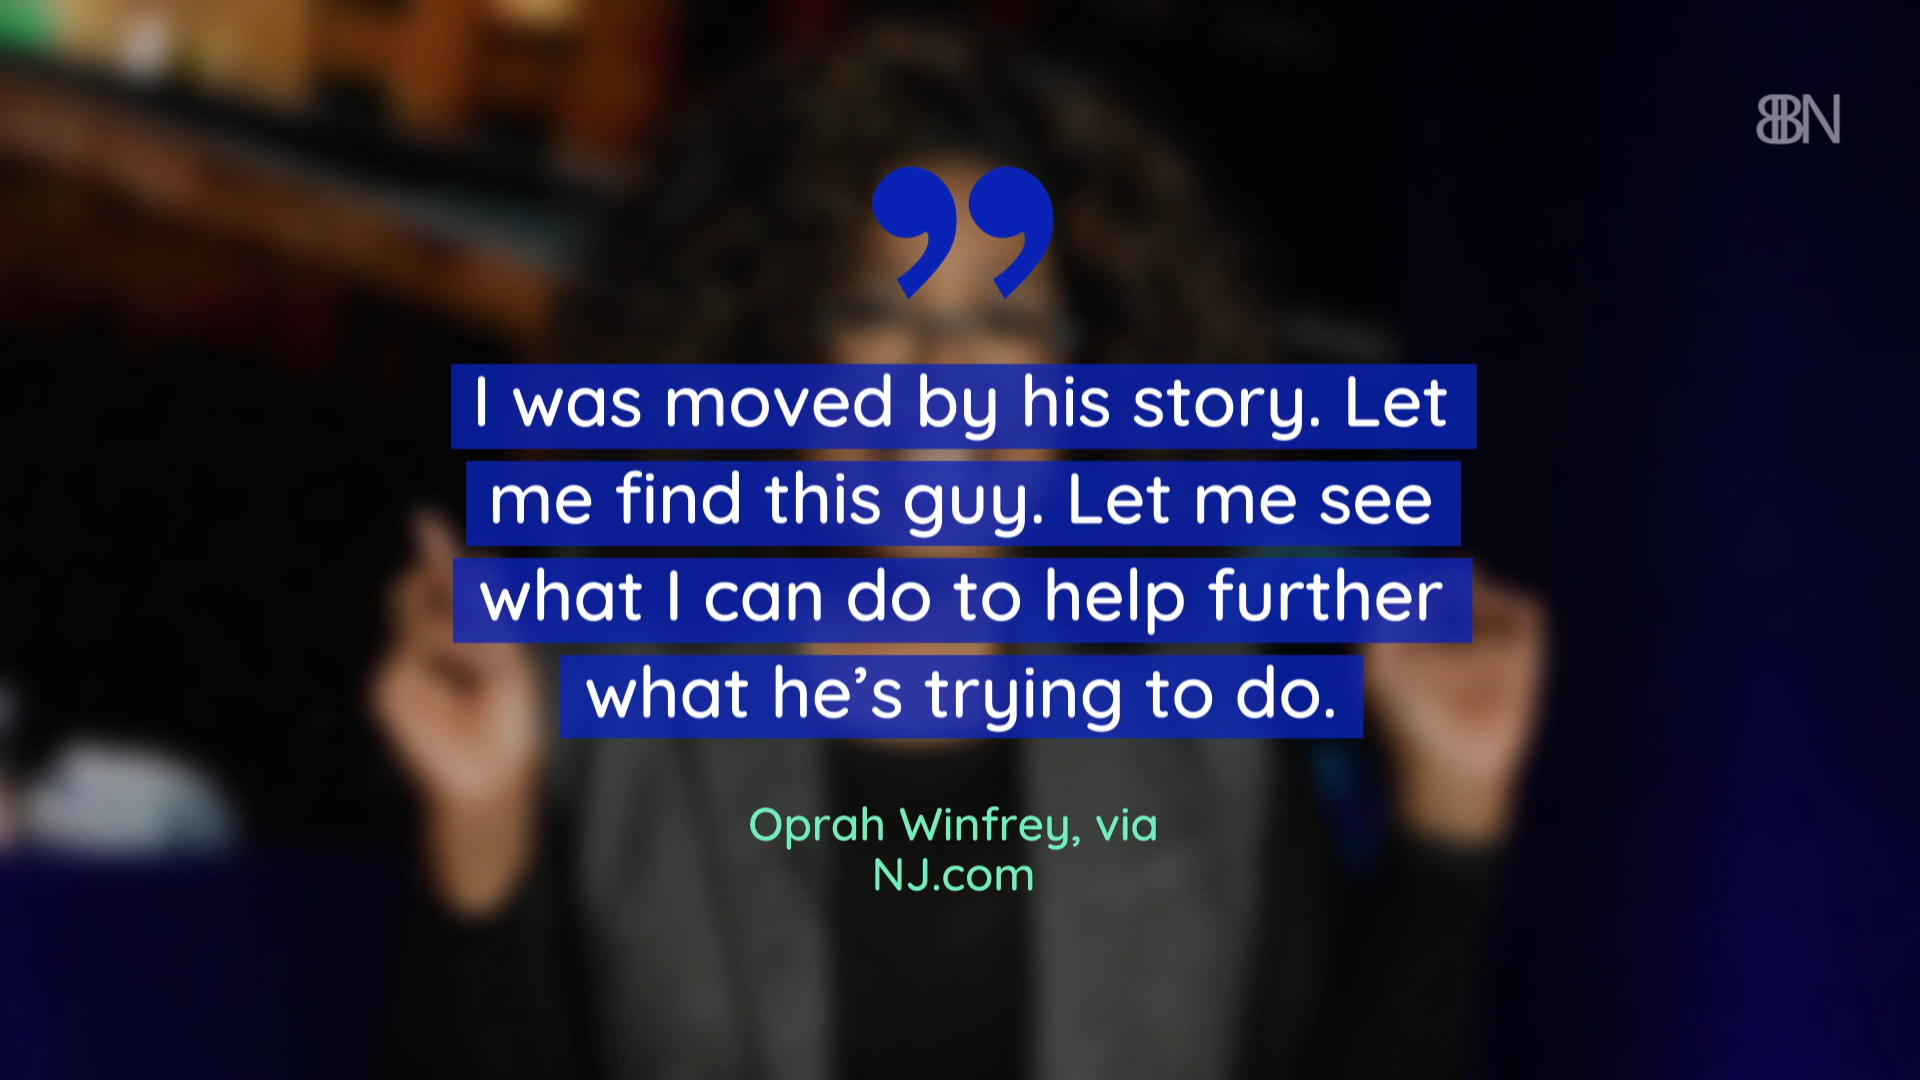 BBN
”
I was moved by his story. Let
me find this guy. Let me see
what I can do to help further
what he’s trying to do.
Oprah Winfrey, via
NJ.com